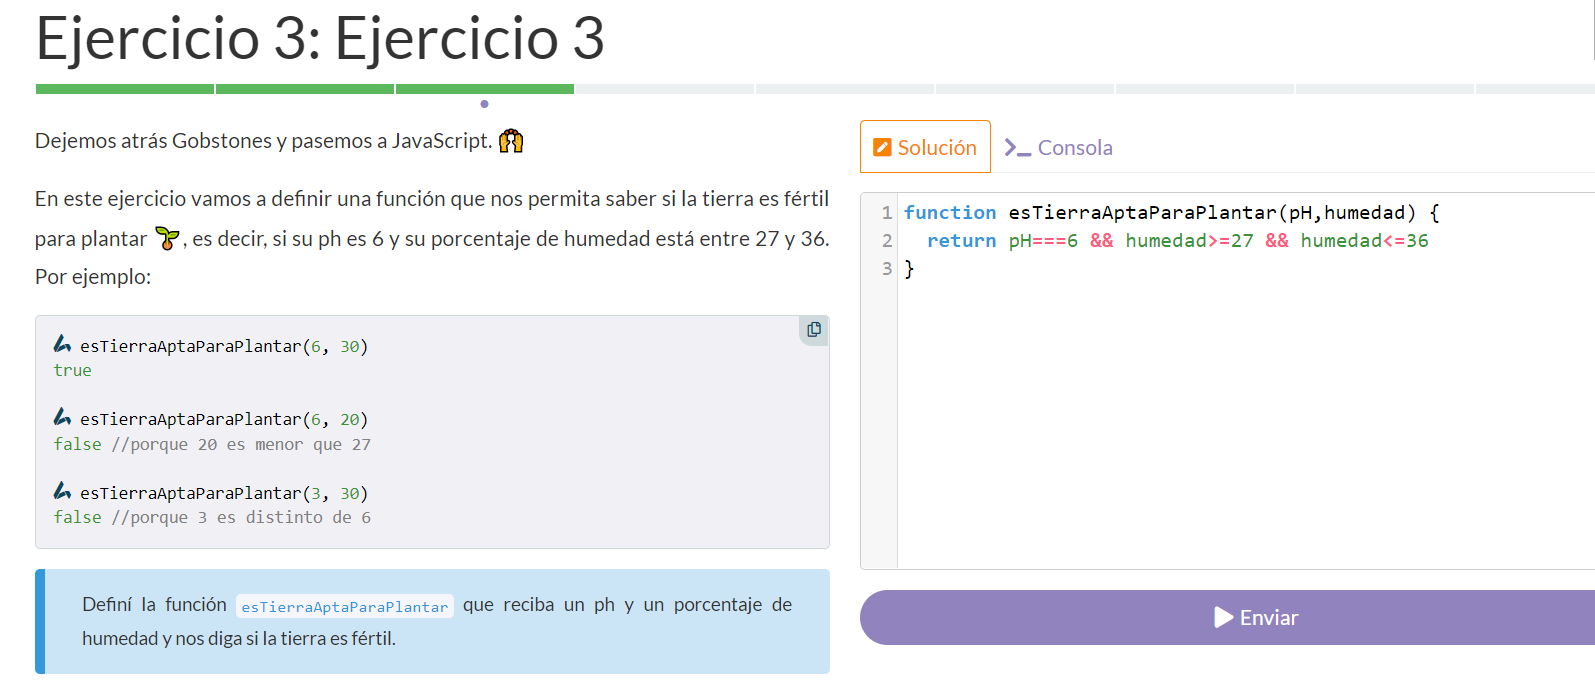 Ejercicio 3: Ejercicio 3
Dejemos atrás Gobstones y pasemos a JavaScript.
En este ejercicio vamos a definir una función que nos permita saber si la tierra es fértil
para plantar , es decir, si su ph es 6 y su porcentaje de humedad está entre 27 y 36.
Por ejemplo:
esTierraAptaParaPlantar(6, 30)
true
esTierraAptaParaPlantar(6, 20)
false //porque 20 es menor que 27
esTierraAptaParaPlantar(3, 30)
false //porque 3 es distinto de 6
Definí la función esTierraAptaParaPlantar que reciba un ph y un porcentaje de
humedad y nos diga si la tierra es fértil.
Solución
Consola
1 function esTierraAptaParaPlantar(pH,humedad) {
2 return pH===6 && humedad>=27 && humedad<=36
3 }
Enviar